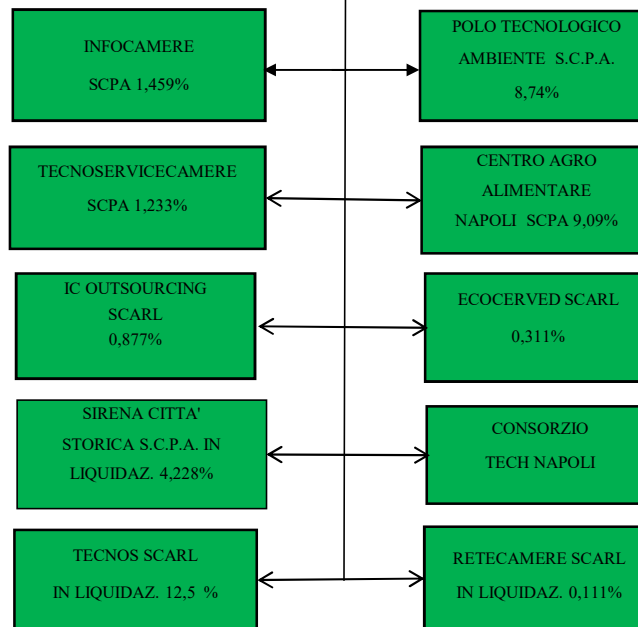 INFOCAMERE
SCPA 1,459%
POLO TECNOLOGICO
AMBIENTE S.C.P.A.
8,74%
TECNOSERVICECAMERE
SCPA 1,233%
CENTRO AGRO
ALIMENTARE
NAPOLI SCPA 9,09%
IC OUTSOURCING
SCARL
0,877%
ECOCERVED SCARL
0,311%
SIRENA CITTA'
STORICA S.C.P.A. IN
LIQUIDAZ. 4,228%
CONSORZIO
TECH NAPOLI
TECNOS SCARL
IN LIQUIDAZ. 12,5 %
RETECAMERE SCARL
IN LIQUIDAZ. 0,111%